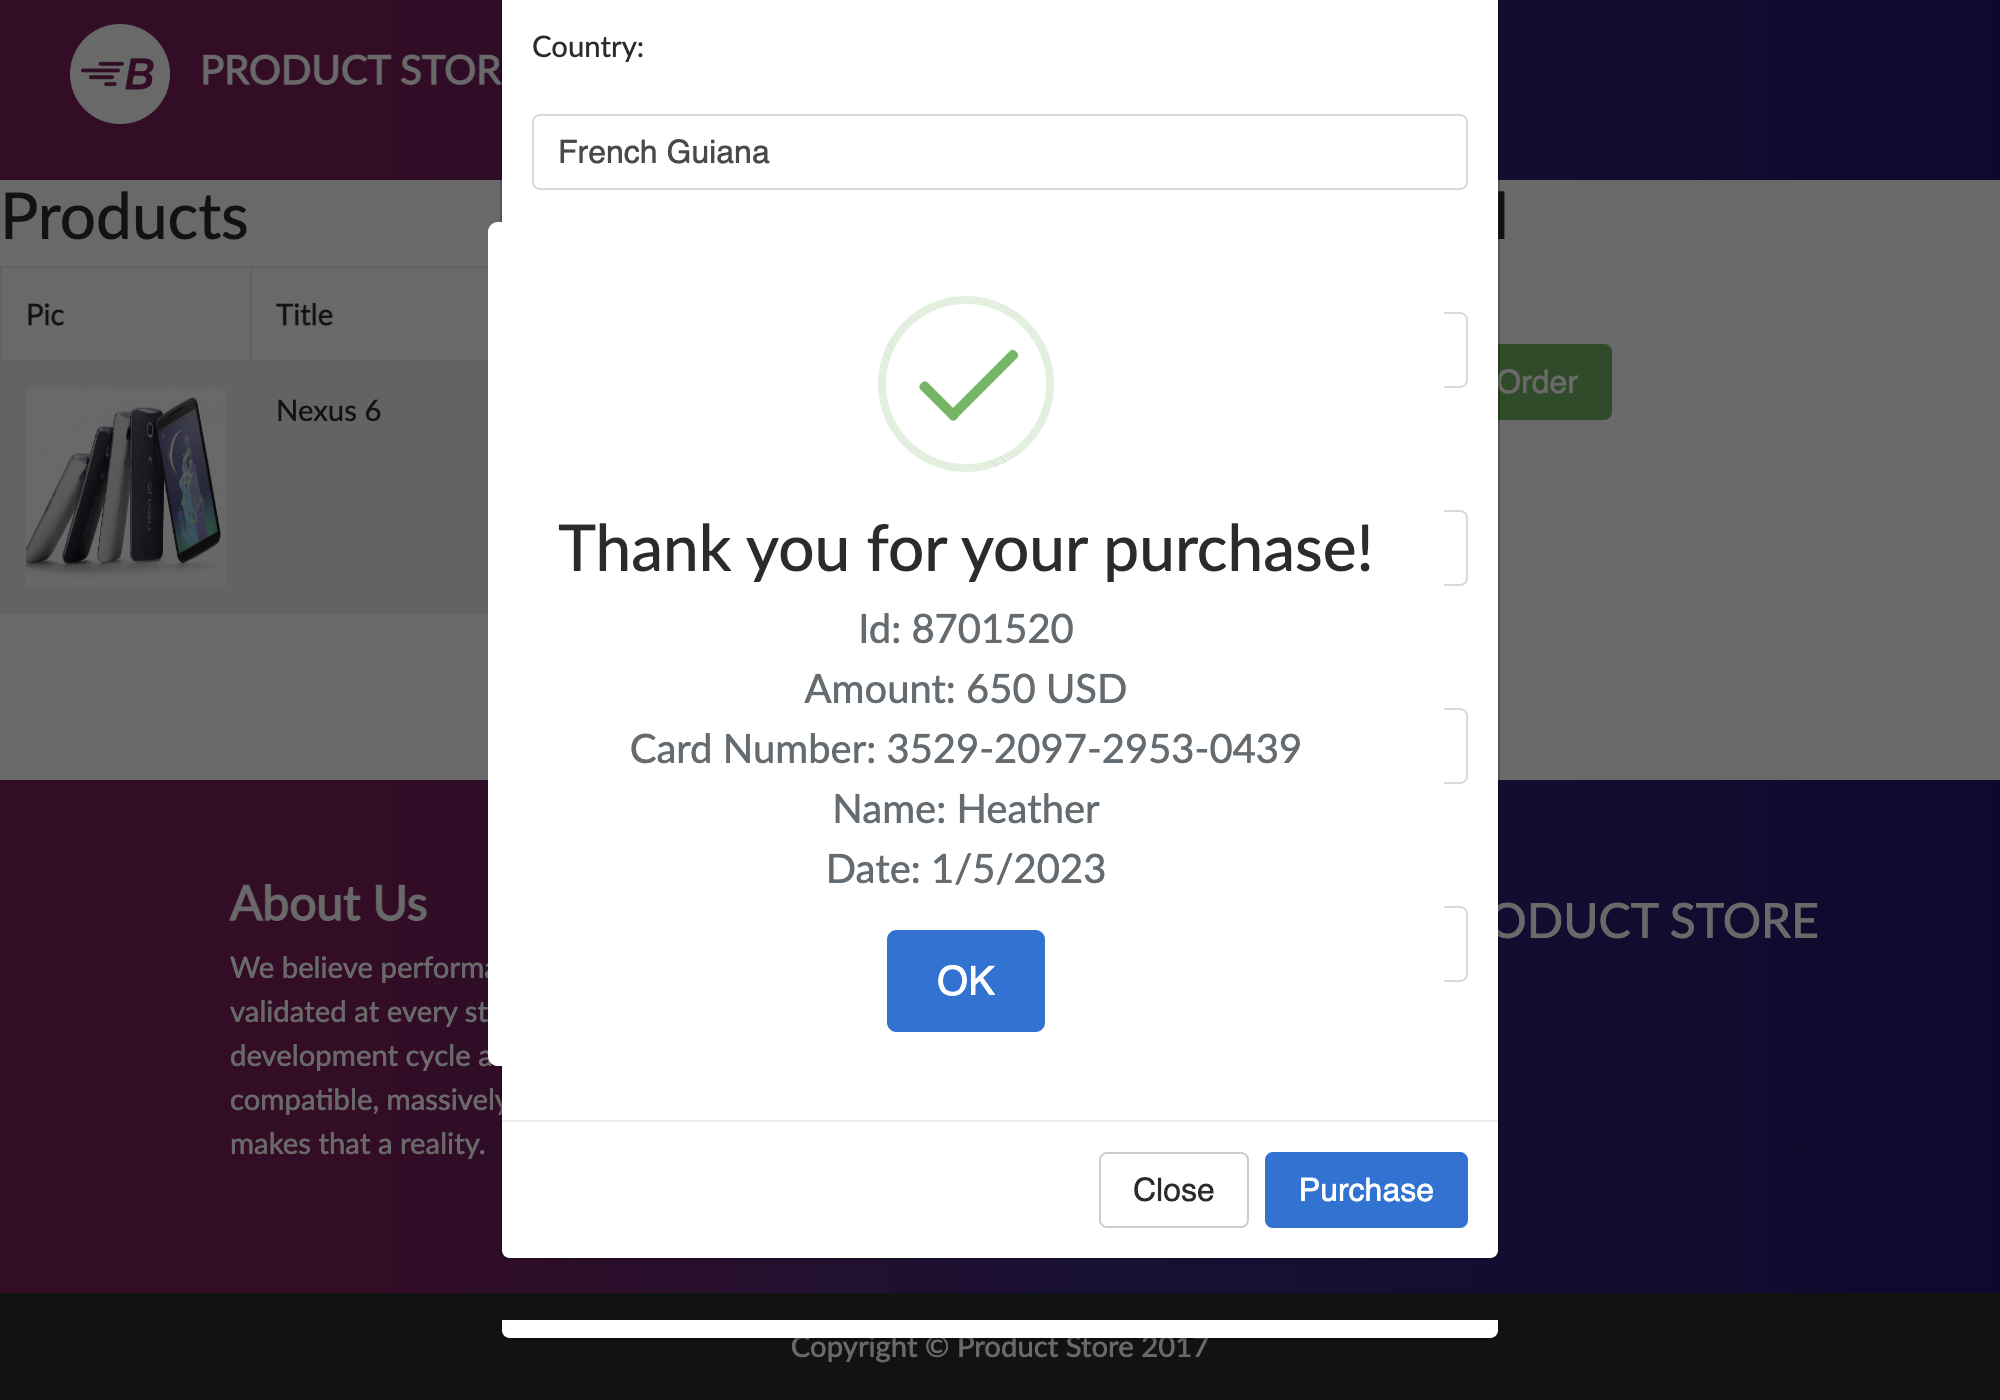 B
PRODUCT STOR
Country:
French Guiana
Products
Pic
Title
Nexus 6
Order
Thank you for your purchase!
Id: 8701520
Amount: 650 USD
Card Number: 3529-2097-2953-0439
Name: Heather
Date: 1/5/2023
OK
About Us
We believe performa
validated at every st
development cycle a
compatible, massively
makes that a reality.
ODUCT STORE
Close
Purchase
Copyright © Product Store 2017